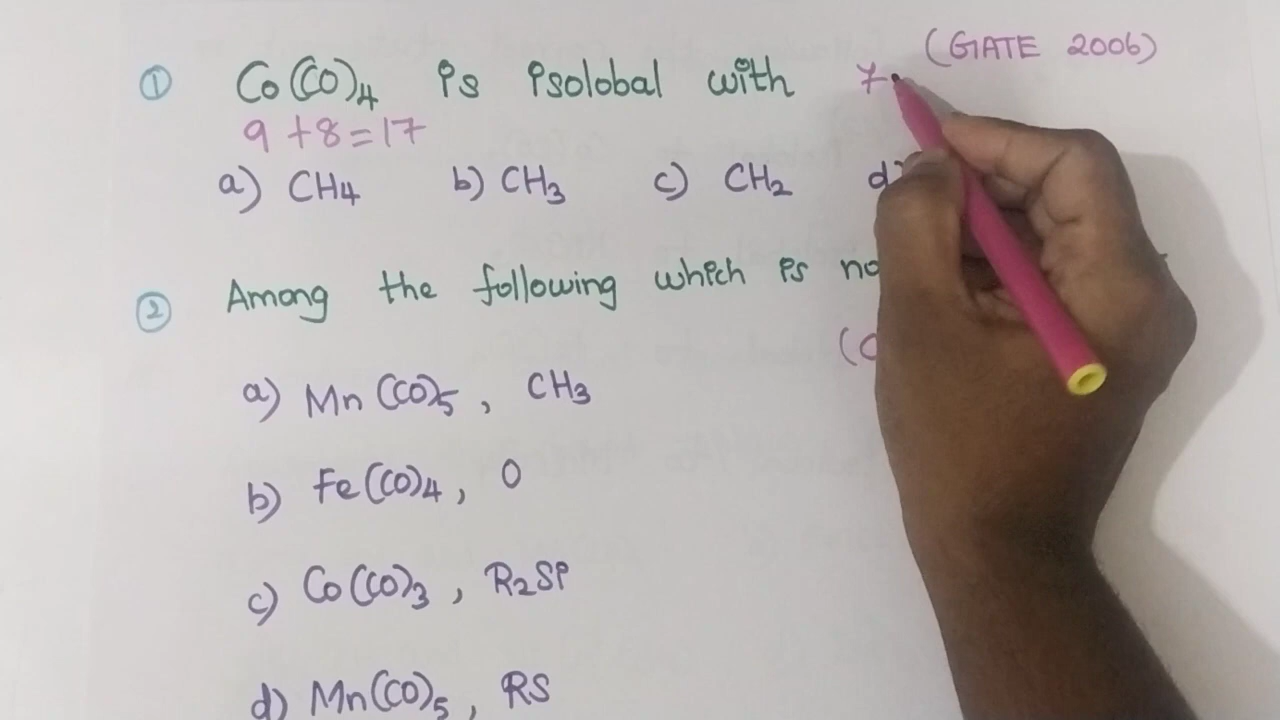 (GATE 2006)
① Co(CO)4 is isolobal with 7
9 + 8 = 17
a) CH4 b) CH3 c) CH2 d)
② Among the following which is
a) Mn(CO)5, CH3
b) Fe(CO)4, O
c) Co(CO)3, R2Si
d) Mn(CO)5, RS